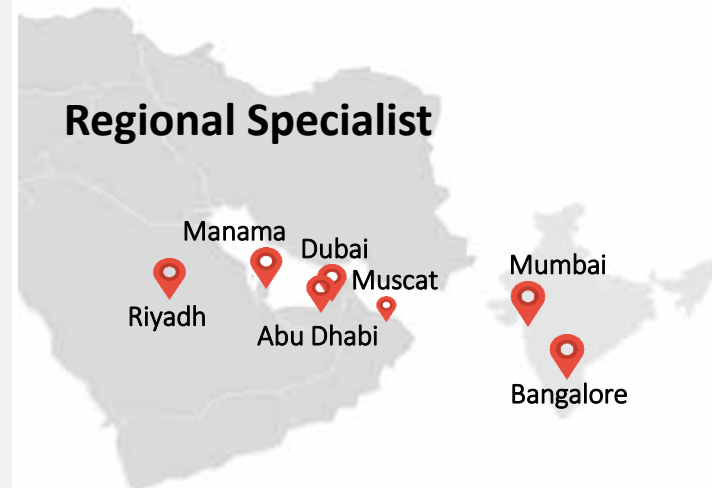 Regional Specialist
Manama
Dubai
Muscat
Mumbai
Riyadh
Abu Dhabi
Bangalore